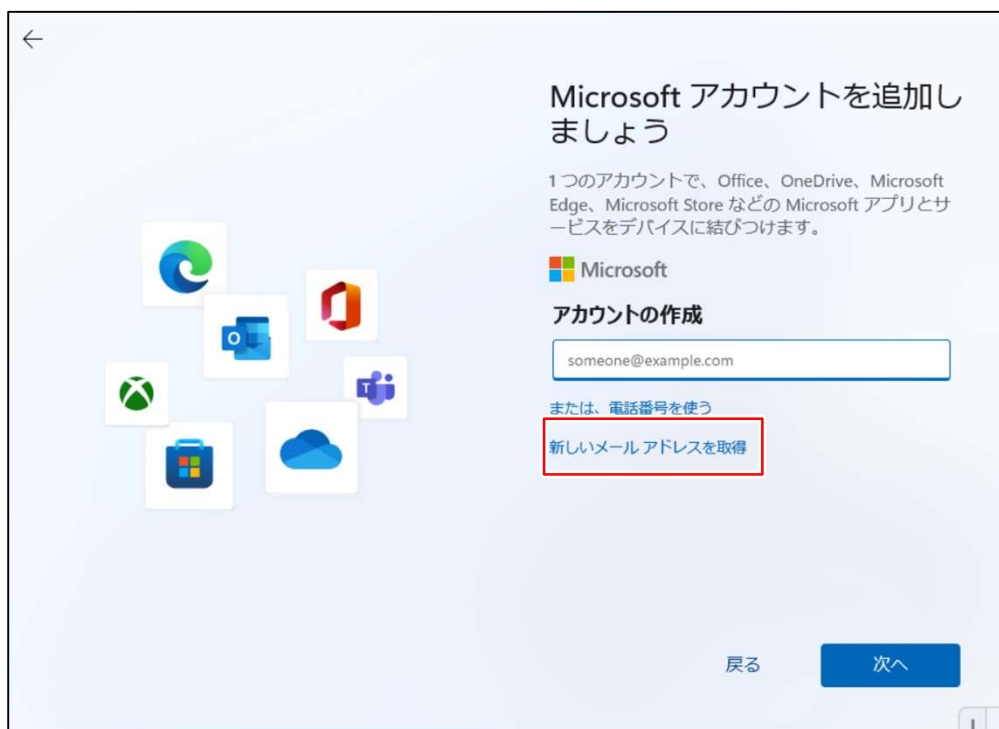 Microsoft アカウントを追加し
ましょう
1 つのアカウントで、Office、OneDrive、Microsoft
Edge、Microsoft Store などの Microsoft アプリとサ
ービスをデバイスに結びつけます。
Microsoft
アカウントの作成
someone@example.com
または、電話番号を使う
新しいメール アドレスを取得
戻る
次へ